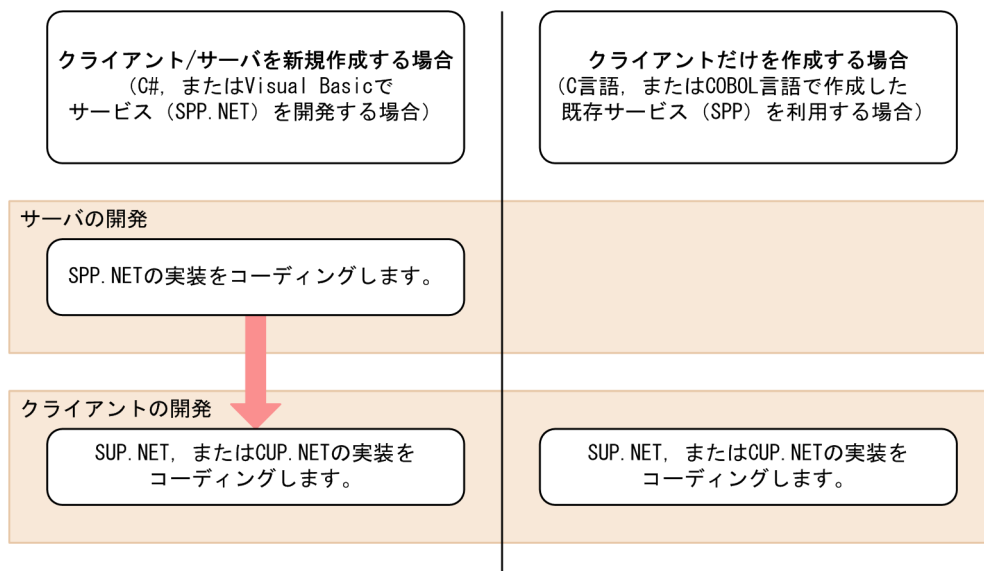 クライアント/サーバを新規作成する場合
（C#，またはVisual Basicで
サービス（SPP.NET）を開発する場合）
クライアントだけを作成する場合
（C言語，またはCOBOL言語で作成した
既存サービス（SPP）を利用する場合）
サーバの開発
SPP.NETの実装をコーディングします。
クライアントの開発
SUP.NET，またはCUP.NETの実装を
コーディングします。
SUP.NET，またはCUP.NETの実装を
コーディングします。